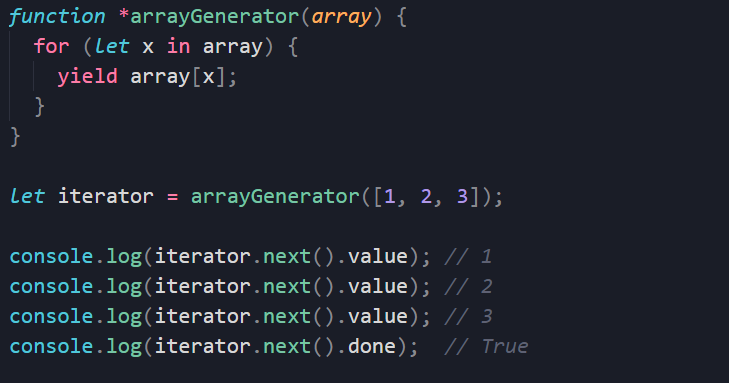 function *arrayGenerator(array) {
  for (let x in array) {
    yield array[x];
  }
}

let iterator = arrayGenerator([1, 2, 3]);

console.log(iterator.next().value); // 1
console.log(iterator.next().value); // 2
console.log(iterator.next().value); // 3
console.log(iterator.next().done);  // True